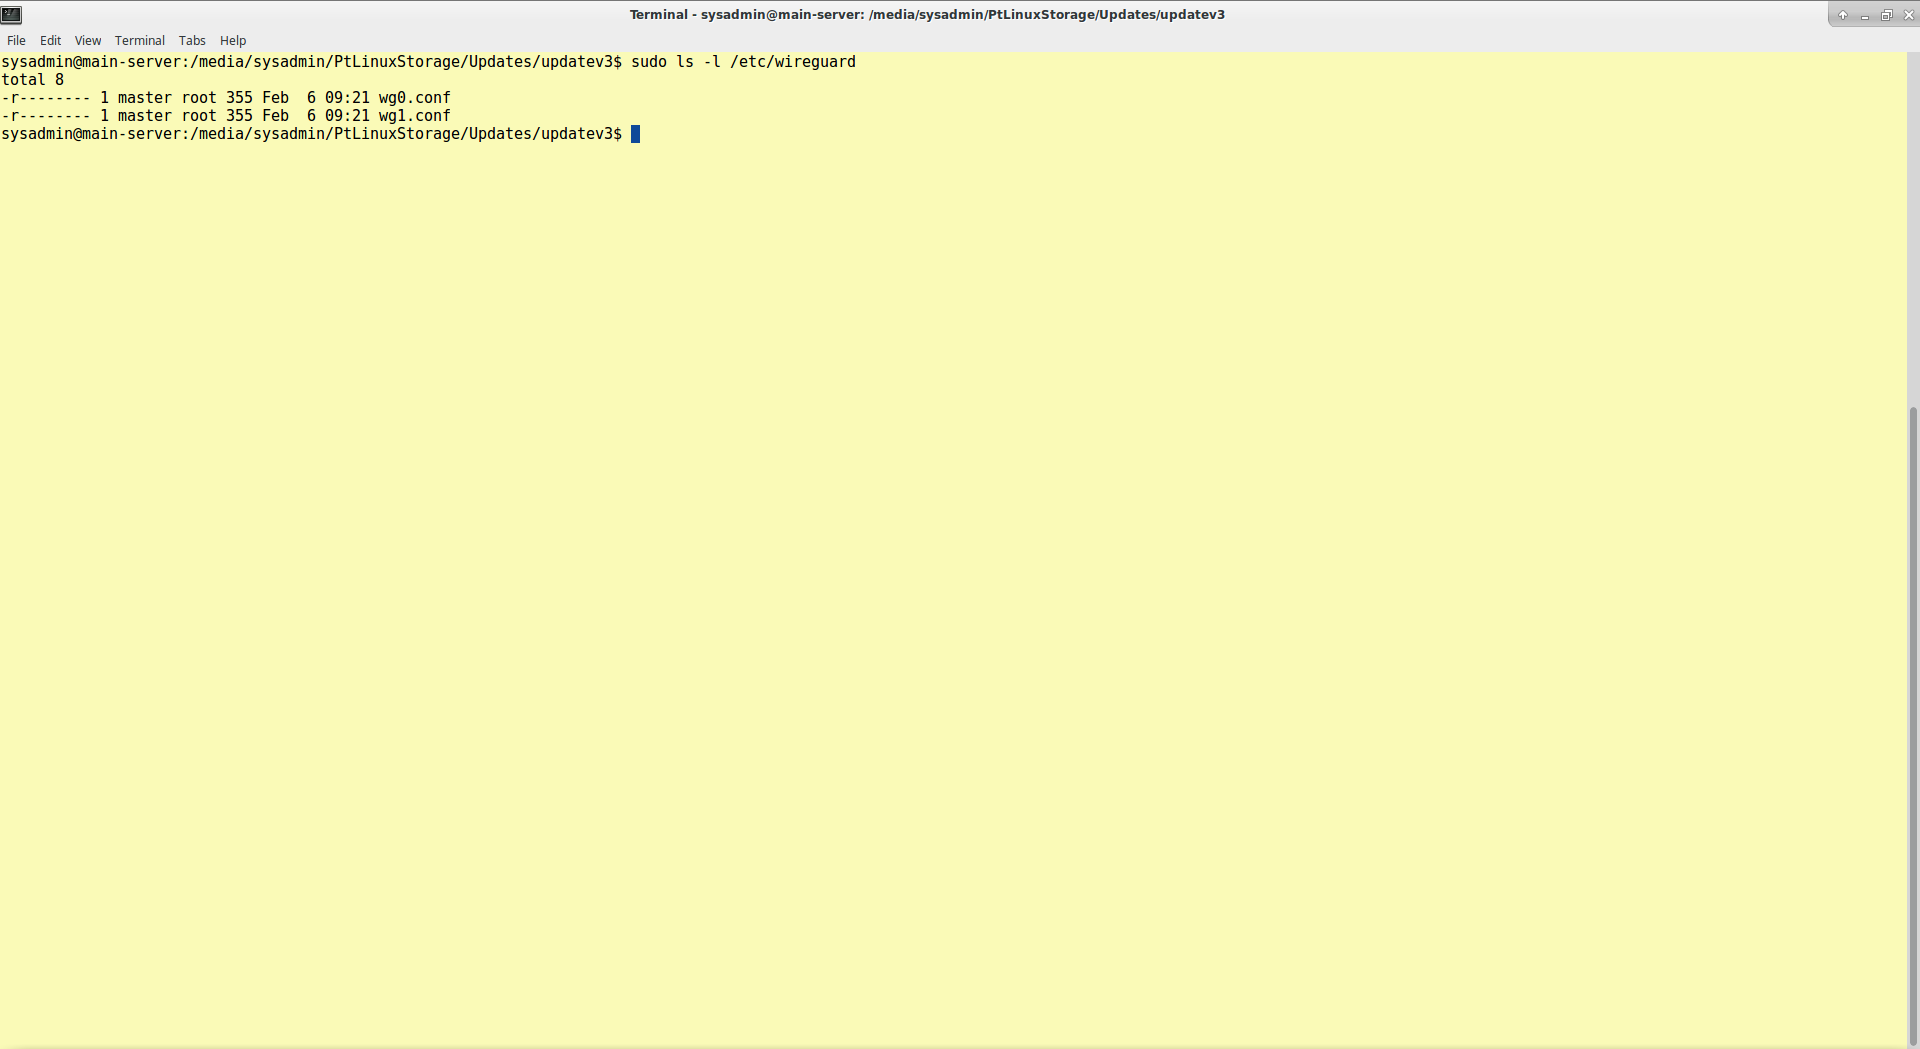 Terminal - sysadmin@main-server: /media/sysadmin/PtLinuxStorage/Updates/updatev3
File Edit View Terminal Tabs Help
sysadmin@main-server:/media/sysadmin/PtLinuxStorage/Updates/updatev3$ sudo ls -l /etc/wireguard
total 8
-r-------- 1 master root 355 Feb  6 09:21 wg0.conf
-r-------- 1 master root 355 Feb  6 09:21 wg1.conf
sysadmin@main-server:/media/sysadmin/PtLinuxStorage/Updates/updatev3$